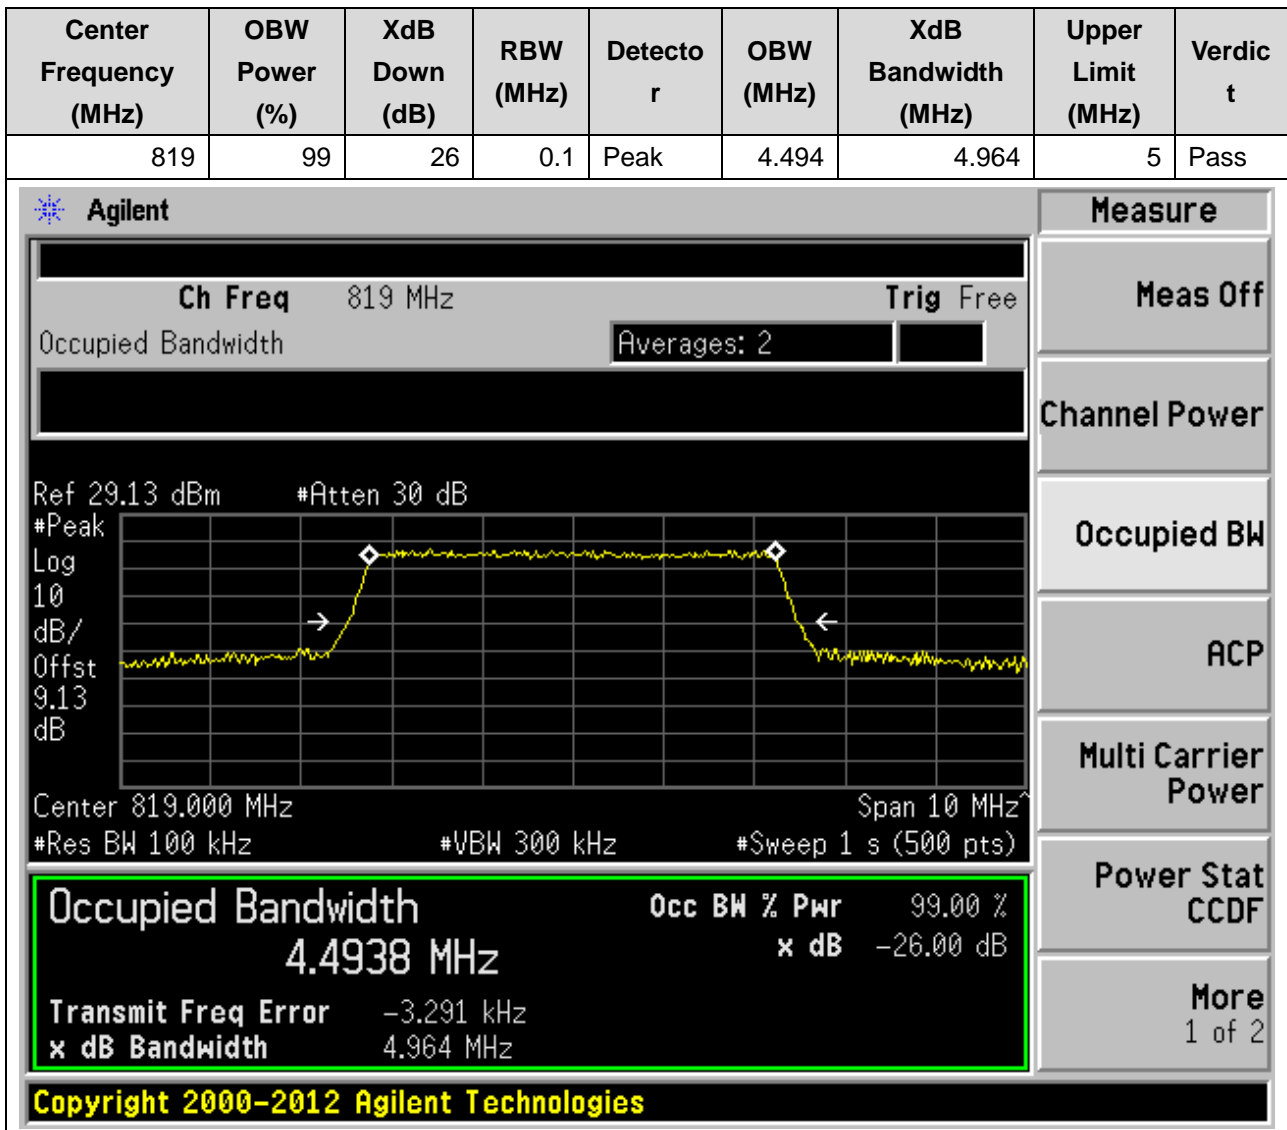 Center Frequency (MHz) OBW Power (%) XdB Down (dB) RBW (MHz) Detector OBW (MHz) XdB Bandwidth (MHz) Upper Limit (MHz) Verdict
819 99 26 0.1 Peak 4.494 4.964 5 Pass
Agilent
Measure
Ch Freq 819 MHz Trig Free
Occupied Bandwidth Averages: 2
Meas Off
Channel Power
Occupied BW
ACP
Multi Carrier
Power
Power Stat
CCDF
More
1 of 2
Ref 29.13 dBm #Atten 30 dB
#Peak
Log
10
dB/
Offst
9.13
dB
Center 819.000 MHz Span 10 MHz^
#Res BW 100 kHz #VBW 300 kHz #Sweep 1 s (500 pts)
Occupied Bandwidth Occ BW % Pwr 99.00 %
4.4938 MHz x dB -26.00 dB
Transmit Freq Error -3.291 kHz
x dB Bandwidth 4.964 MHz
Copyright 2000-2012 Agilent Technologies